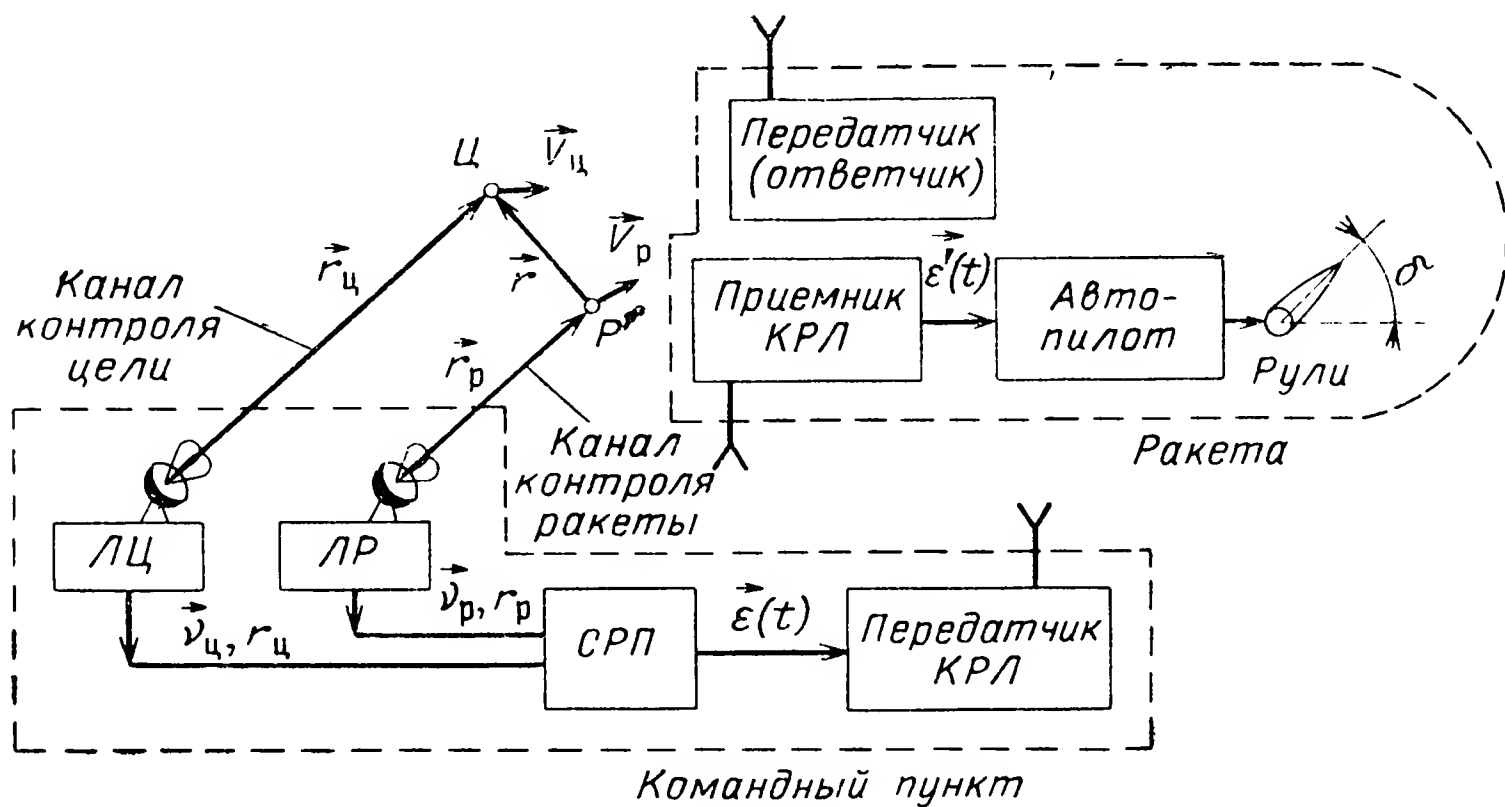 Передатчик
(ответчик)
Ц
V⃗ц
V⃗р
r⃗ц
r⃗
Р
r⃗р
Канал
контроля
цели
Канал
контроля
ракеты
Приемник
КРЛ
ε⃗'(t)
Авто-
пилот
Рули
δ
Ракета
ЛЦ
ЛР
ν⃗р, rр
ν⃗ц, rц
СРП
ε⃗(t)
Передатчик
КРЛ
Командный пункт